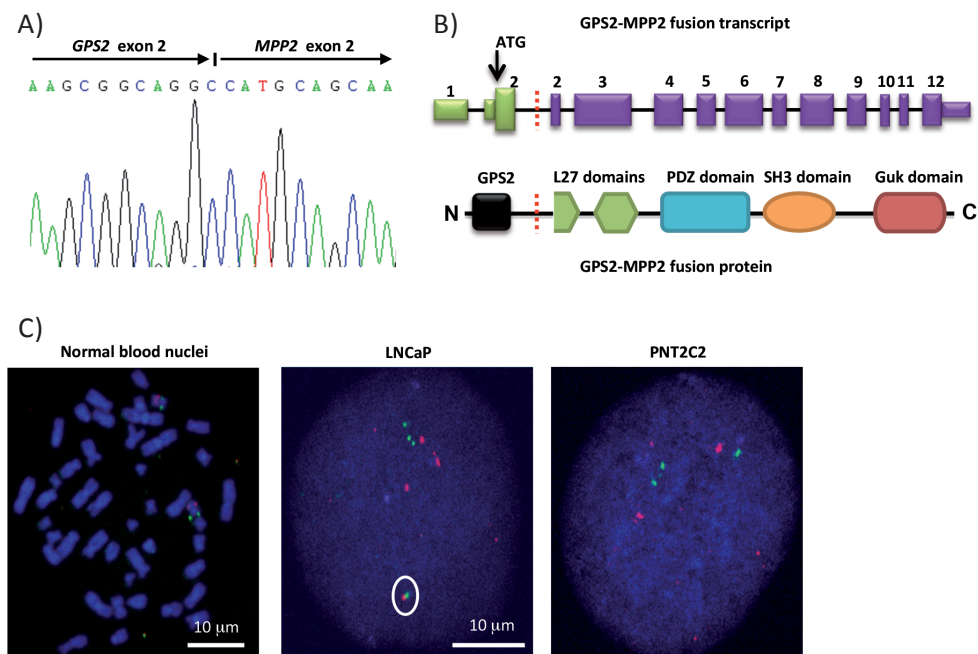 A)
GPS2 exon 2 MPP2 exon 2
A A G C G G C A G G C C A T G C A G C A A
B)
GPS2-MPP2 fusion transcript
ATG
1 2 2 3 4 5 6 7 8 9 10 11 12
GPS2 L27 domains PDZ domain SH3 domain Guk domain
N C
GPS2-MPP2 fusion protein
C)
Normal blood nuclei LNCaP PNT2C2
10 μm 10 μm